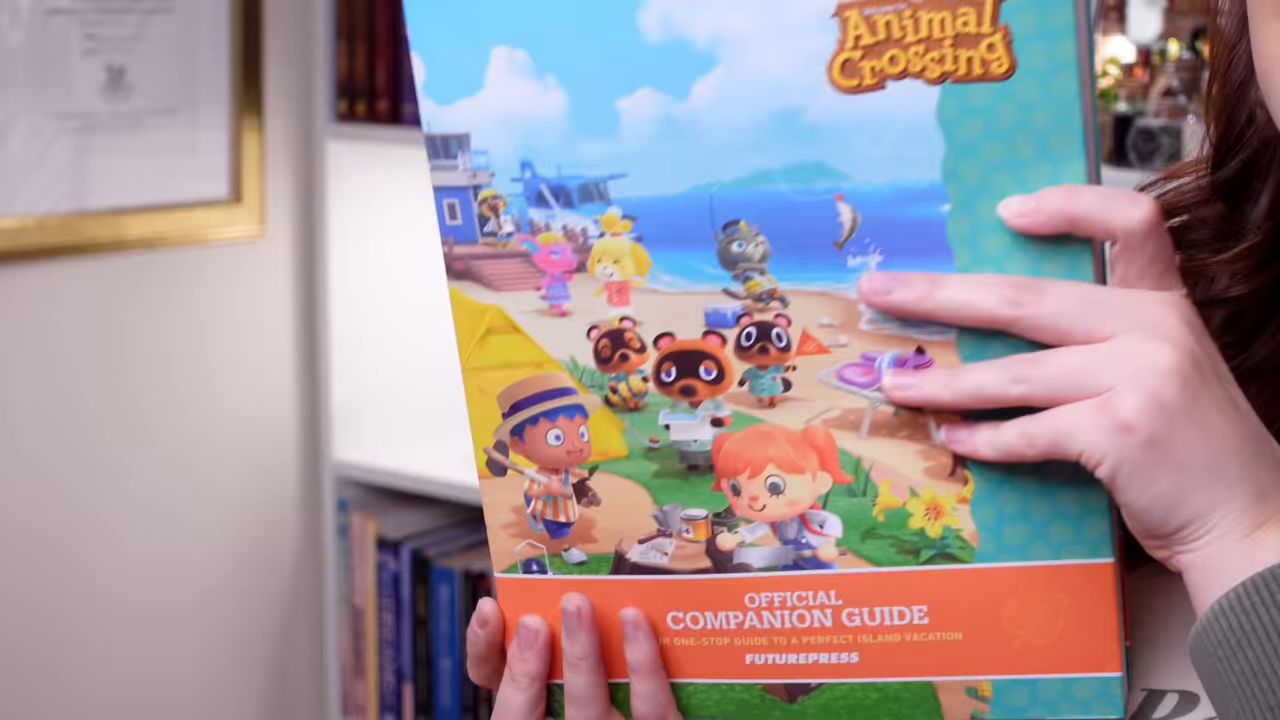 Animal
Crossing
OFFICIAL
COMPANION GUIDE
ONE-STOP GUIDE TO A PERFECT ISLAND VACATION
FUTUREPRESS